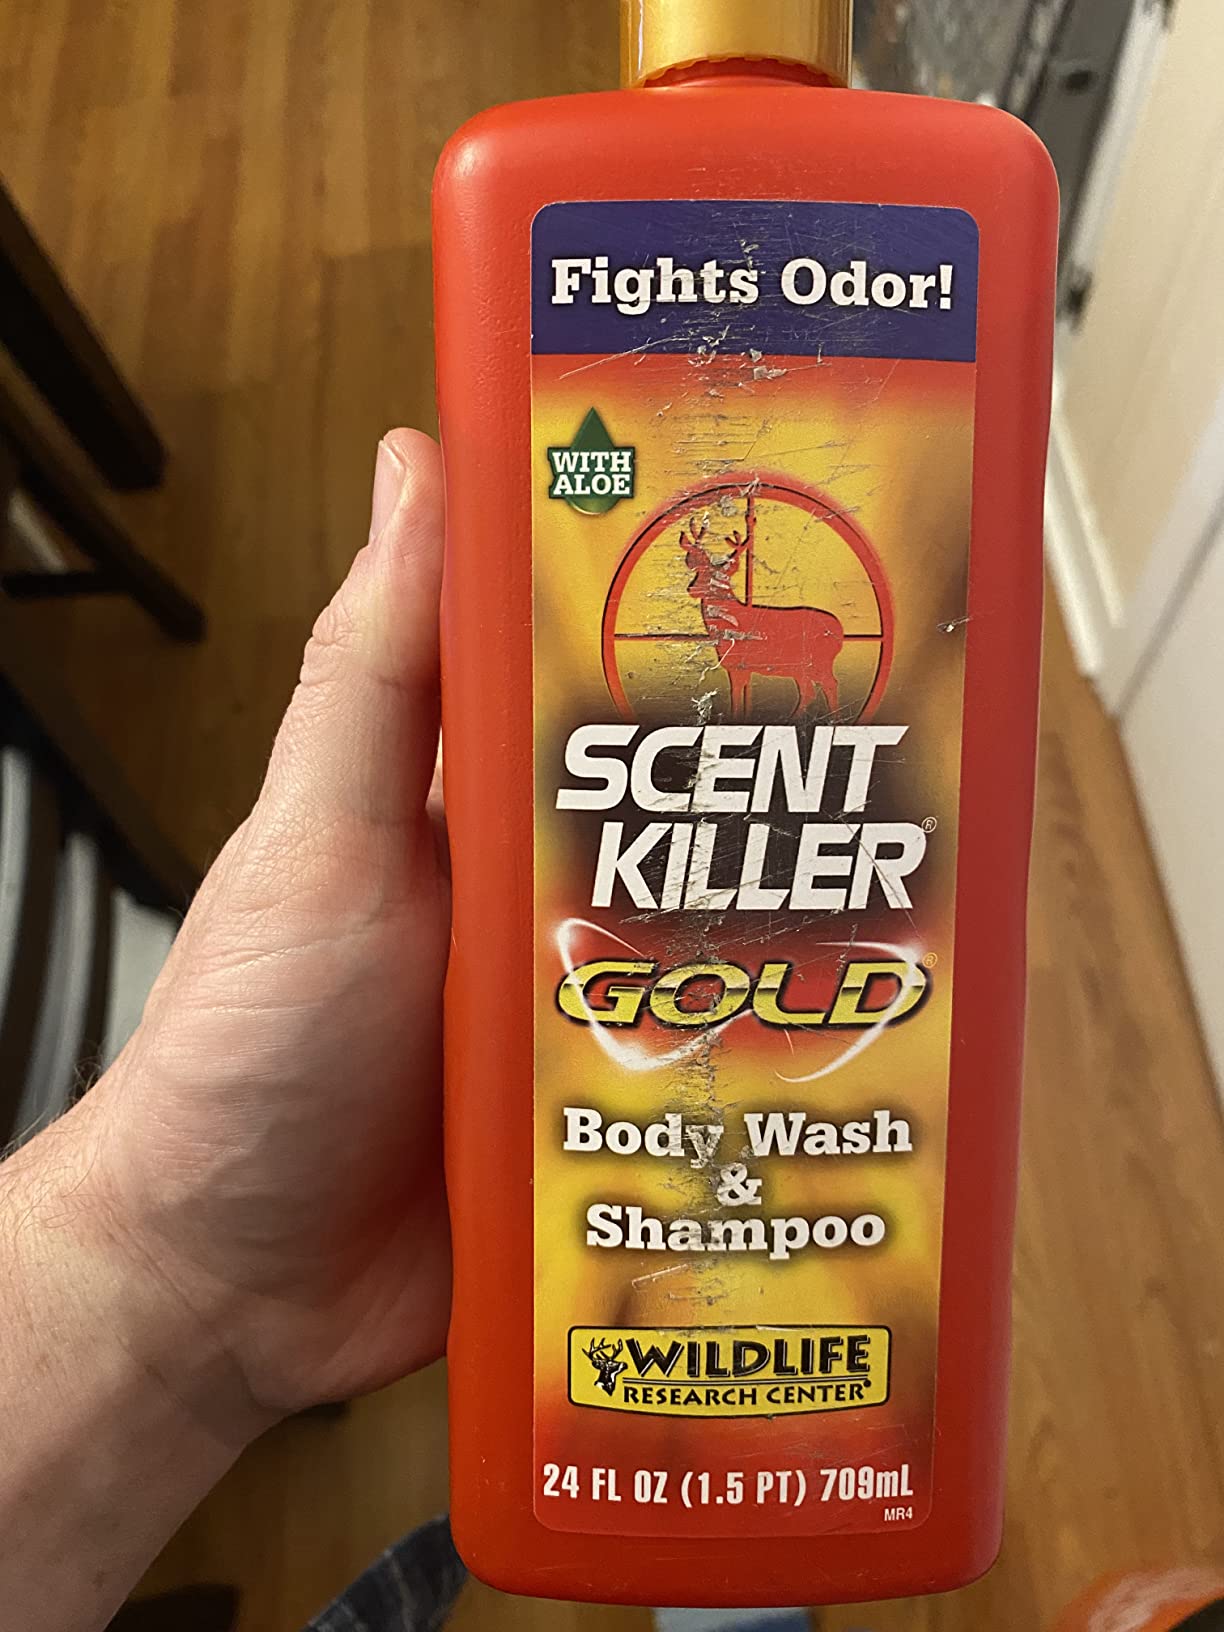 Fights Odor!
WITH
ALOE
SCENT
KILLER®
GOLD®
Body Wash
&
Shampoo
WILDLIFE
RESEARCH CENTER®
24 FL OZ (1.5 PT) 709mL
MR4